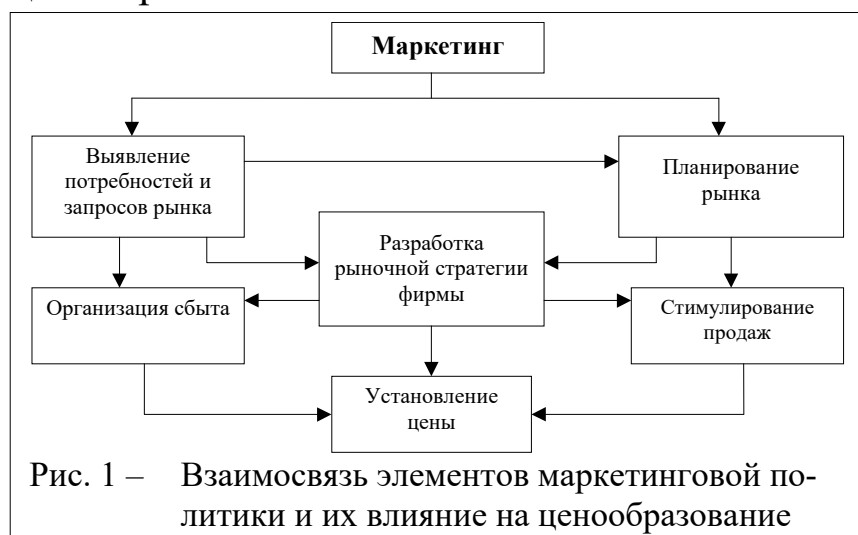 Маркетинг
Выявление
потребностей и
запросов рынка
Планирование
рынка
Разработка
рыночной стратегии
фирмы
Организация сбыта
Стимулирование
продаж
Установление
цены
Рис. 1 – Взаимосвязь элементов маркетинговой по-
литики и их влияние на ценообразование